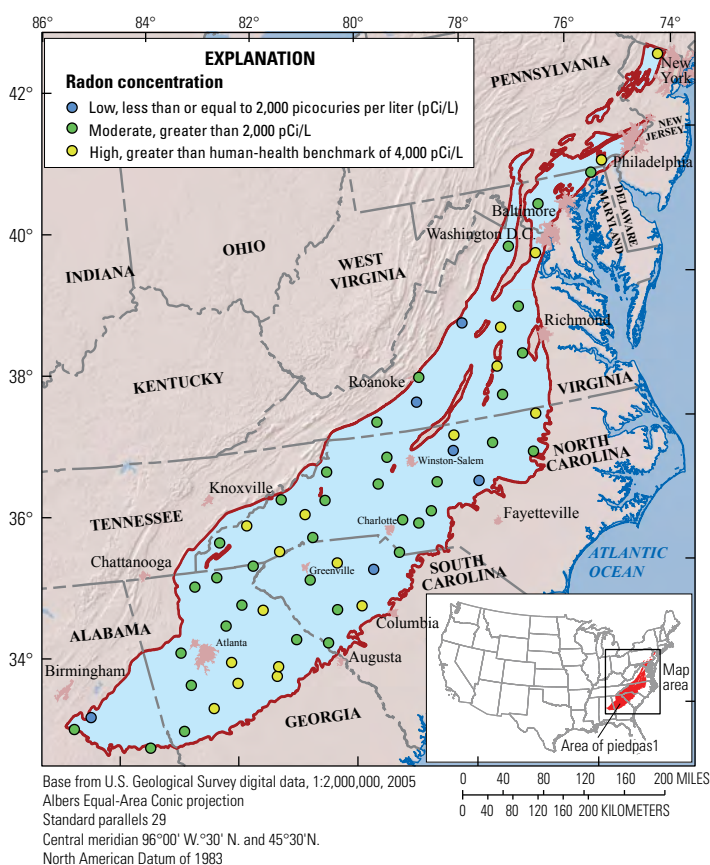 86° 84° 82° 80° 78° 76° 74°
EXPLANATION
Radon concentration
Low, less than or equal to 2,000 picocuries per liter (pCi/L)
Moderate, greater than 2,000 pCi/L
High, greater than human-health benchmark of 4,000 pCi/L
42°
40°
38°
36°
34°
PENNSYLVANIA
New
York
NEW
JERSEY
Philadelphia
DELAWARE
MARYLAND
Baltimore
Washington D.C.
OHIO
INDIANA
WEST
VIRGINIA
Richmond
KENTUCKY
Roanoke
VIRGINIA
NORTH
CAROLINA
Winston-Salem
Knoxville
TENNESSEE
Charlotte
Fayetteville
Chattanooga
Greenville
SOUTH
CAROLINA
ATLANTIC
OCEAN
ALABAMA
Columbia
Atlanta
Augusta
Birmingham
GEORGIA
Map
area
Area of piedpas1
0 40 80 120 160 200 MILES
0 40 80 120 160 200 KILOMETERS
Base from U.S. Geological Survey digital data, 1:2,000,000, 2005
Albers Equal-Area Conic projection
Standard parallels 29
Central meridian 96°00' W.°30' N. and 45°30'N.
North American Datum of 1983